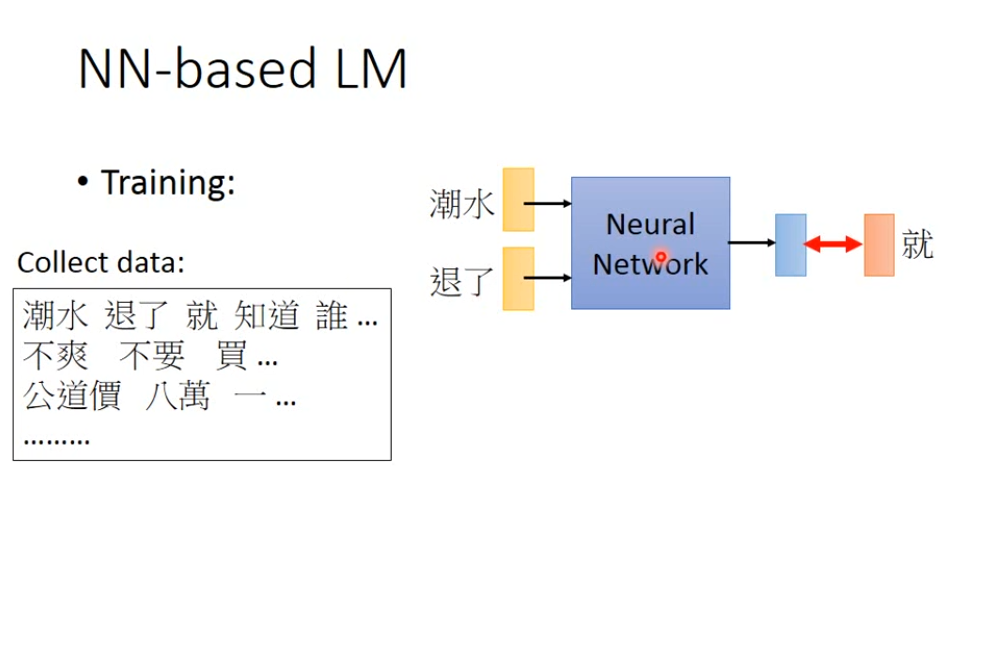 NN-based LM
• Training:
Collect data:
潮水 退了 就 知道 誰 ...
不爽 不要 買 ...
公道價 八萬 一 ...
.........
潮水
退了
Neural
Network
就